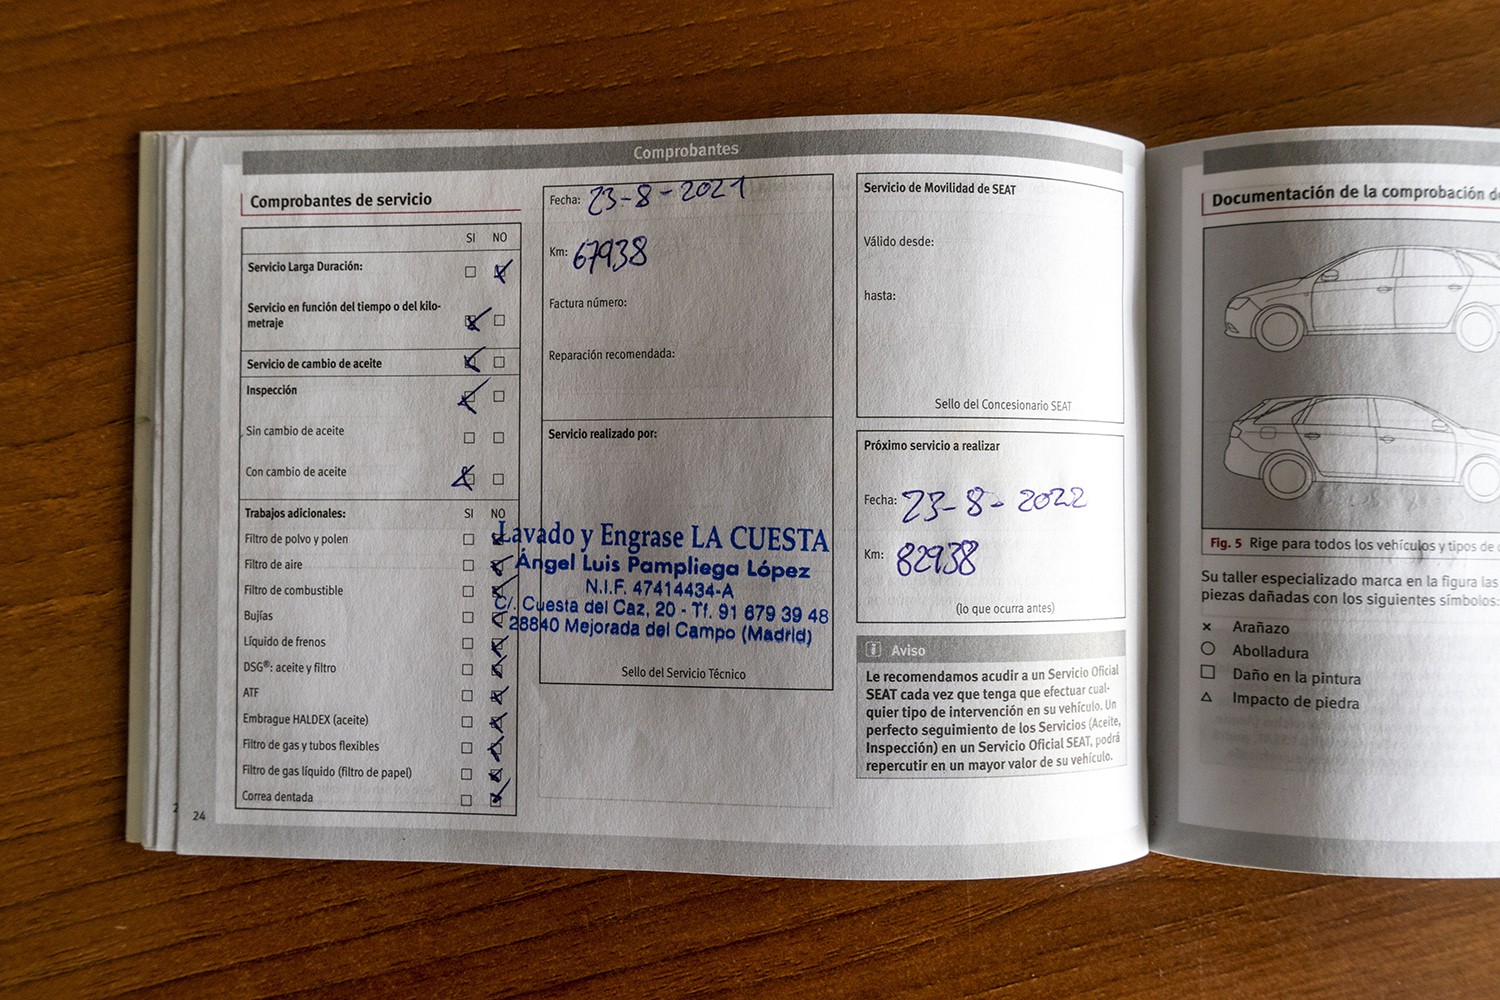 Comprobantes
Comprobantes de servicio
SI NO
Servicio Larga Duración:
Servicio en función del tiempo o del kilo-
metraje
Servicio de cambio de aceite
Inspección
Sin cambio de aceite
Con cambio de aceite
Trabajos adicionales: SI NO
Filtro de polvo y polen
Filtro de aire
Filtro de combustible
Bujías
Líquido de frenos
DSG®: aceite y filtro
ATF
Embrague HALDEX (aceite)
Filtro de gas y tubos flexibles
Filtro de gas líquido (filtro de papel)
Correa dentada
24
Fecha: 23-8-2021
Km: 67938
Factura número:
Reparación recomendada:
Servicio realizado por:
Lavado y Engrase LA CUESTA
Ángel Luis Pampliega López
N.I.F. 47414434-A
C/. Cuesta del Caz, 20 - Tf. 91 679 39 48
28840 Mejorada del Campo (Madrid)
Sello del Servicio Técnico
Servicio de Movilidad de SEAT
Válido desde:
hasta:
Sello del Concesionario SEAT
Próximo servicio a realizar
Fecha: 23-8-2022
Km: 82938
(lo que ocurra antes)
i Aviso
Le recomendamos acudir a un Servicio Oficial
SEAT cada vez que tenga que efectuar cual-
quier tipo de intervención en su vehículo. Un
perfecto seguimiento de los Servicios (Aceite,
Inspección) en un Servicio Oficial SEAT, podrá
repercutir en un mayor valor de su vehículo.
Documentación de la comprobación
Fig. 5 Rige para todos los vehículos y tipos de
Su taller especializado marca en la figura las
piezas dañadas con los siguientes símbolos:
Arañazo
Abolladura
Daño en la pintura
Impacto de piedra